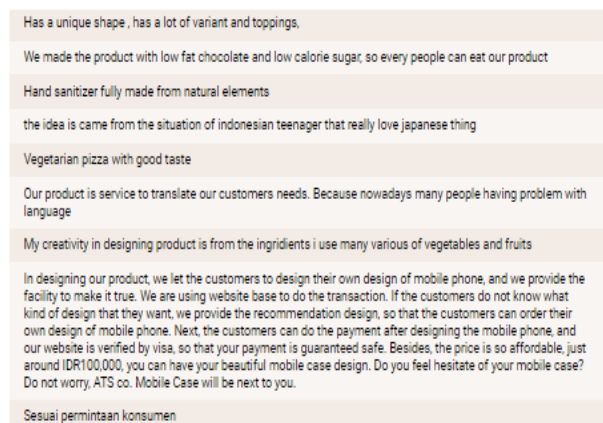 Has a unique shape , has a lot of variant and toppings,
We made the product with low fat chocolate and low calorie sugar, so every people can eat our product
Hand sanitizer fully made from natural elements
the idea is came from the situation of indonesian teenager that really love japanese thing
Vegetarian pizza with good taste
Our product is service to translate our customers needs. Because nowadays many people having problem with
language
My creativity in designing product is from the ingridients i use many various of vegetables and fruits
In designing our product, we let the customers to design their own design of mobile phone, and we provide the
facility to make it true. We are using website base to do the transaction. If the customers do not know what
kind of design that they want, we provide the recommendation design, so that the customers can order their
own design of mobile phone. Next, the customers can do the payment after designing the mobile phone, and
our website is verified by visa, so that your payment is guaranteed safe. Besides, the price is so affordable, just
around IDR100,000, you can have your beautiful mobile case design. Do you feel hesitate of your mobile case?
Do not worry, ATS co. Mobile Case will be next to you.
Sesuai permintaan konsumen